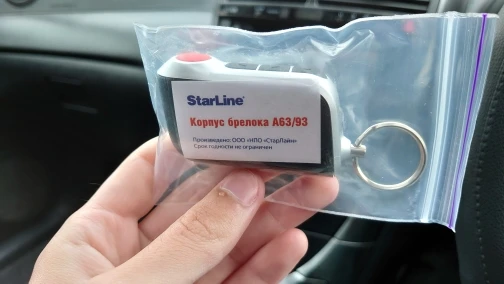 StarLine®
Корпус брелока А63/93
Произведено: ООО «НПО «СтарЛайн»
Срок годности не ограничен